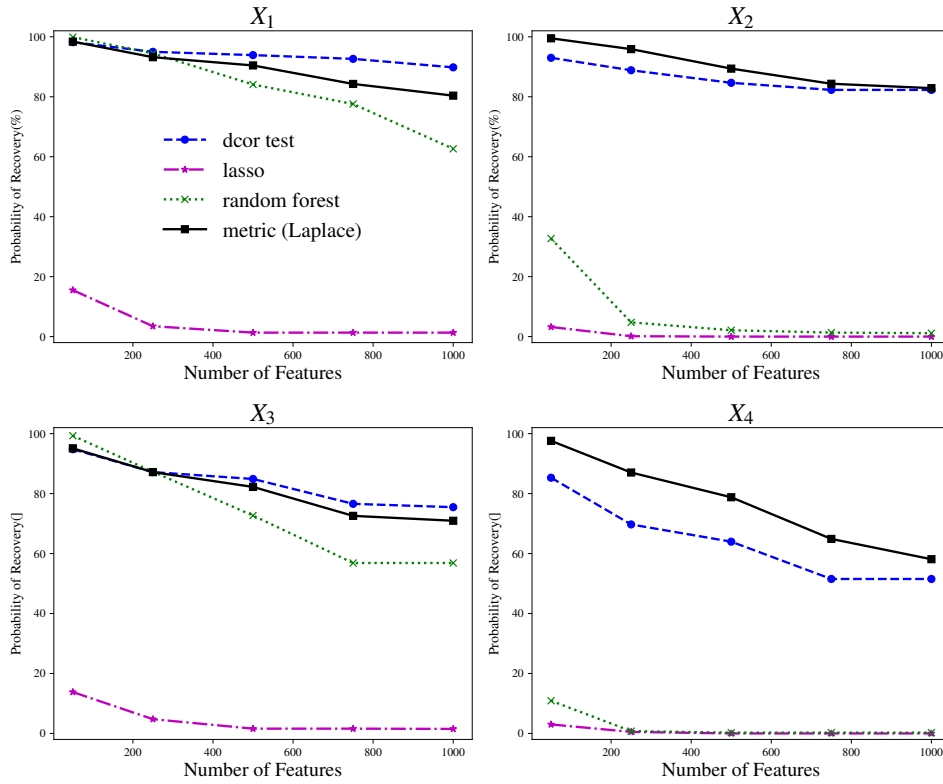 X1
100
80
60
40
20
0
Probability of Recovery(%)
dcor test
lasso
random forest
metric (Laplace)
200 400 600 800 1000
Number of Features
X2
100
80
60
40
20
0
Probability of Recovery(%)
200 400 600 800 1000
Number of Features
X3
100
80
60
40
20
0
Probability of Recovery(]
200 400 600 800 1000
Number of Features
X4
100
80
60
40
20
0
Probability of Recovery(]
200 400 600 800 1000
Number of Features